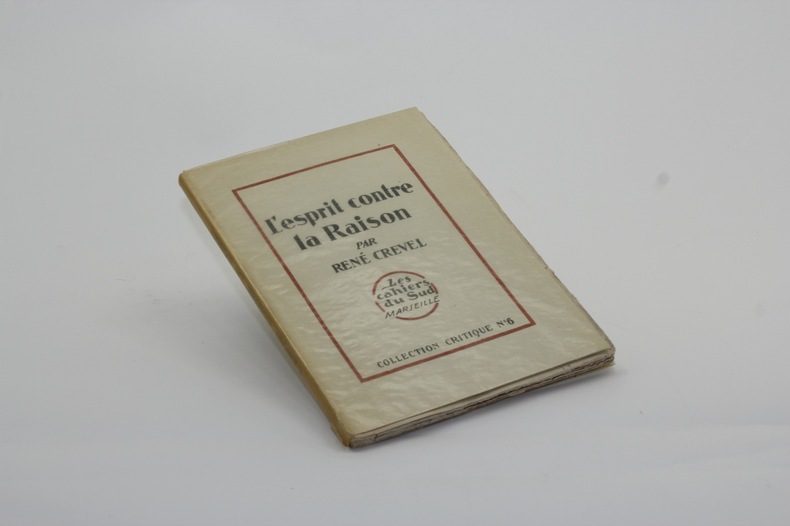 L'esprit contre
la Raison
PAR
RENÉ CREVEL
Les
cahiers
du Sud
MARSEILLE
COLLECTION CRITIQUE N°6